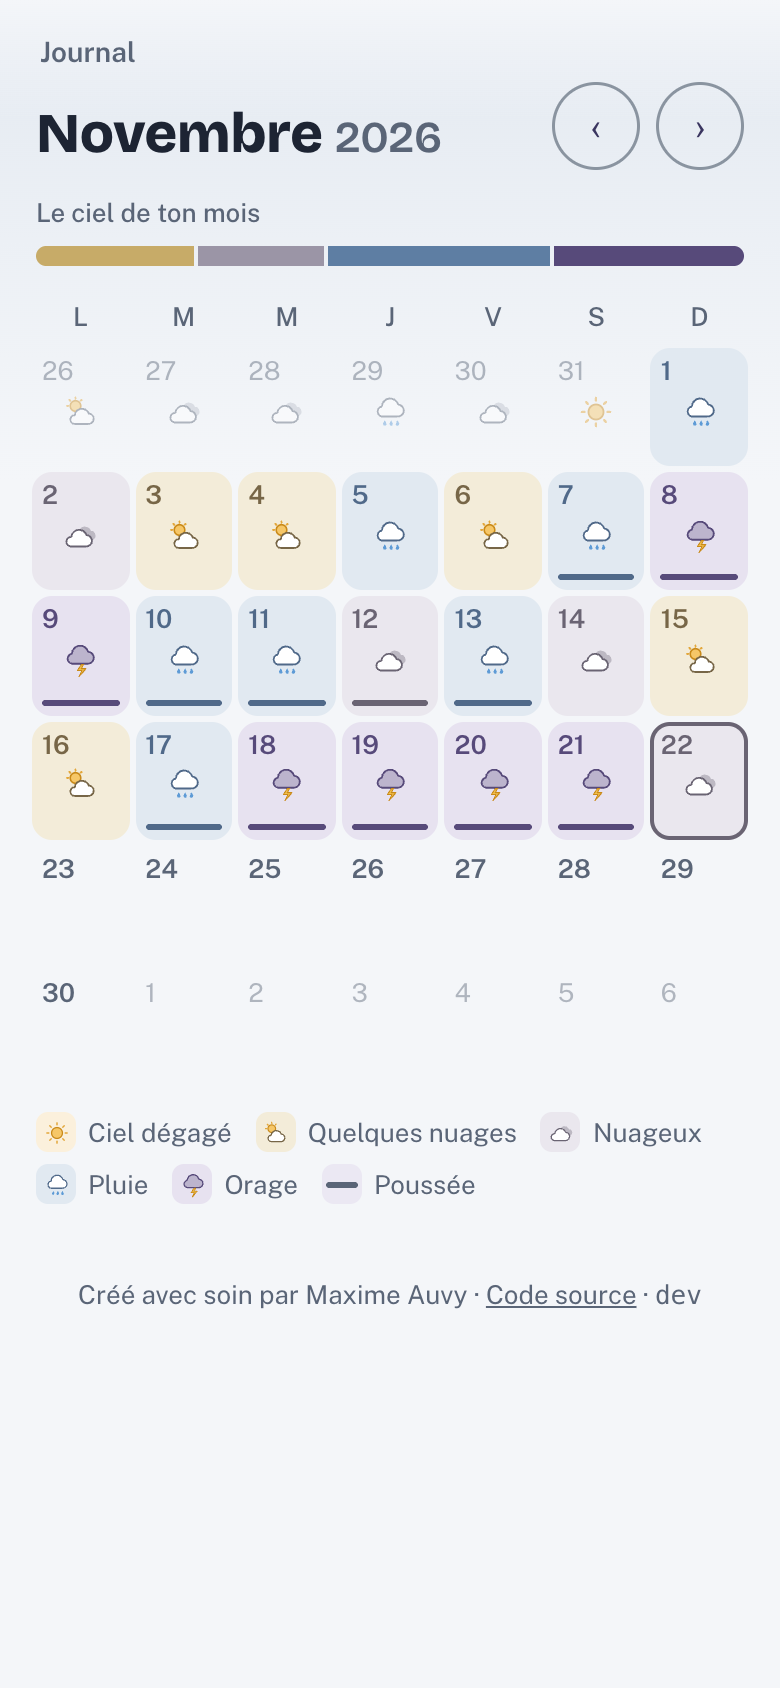 Journal
Novembre 2026
‹ ›
Le ciel de ton mois
L M M J V S D
26 27 28 29 30 31 1
2 3 4 5 6 7 8
9 10 11 12 13 14 15
16 17 18 19 20 21 22
23 24 25 26 27 28 29
30 1 2 3 4 5 6
Ciel dégagé Quelques nuages Nuageux
Pluie Orage Poussée
Créé avec soin par Maxime Auvy · Code source · dev